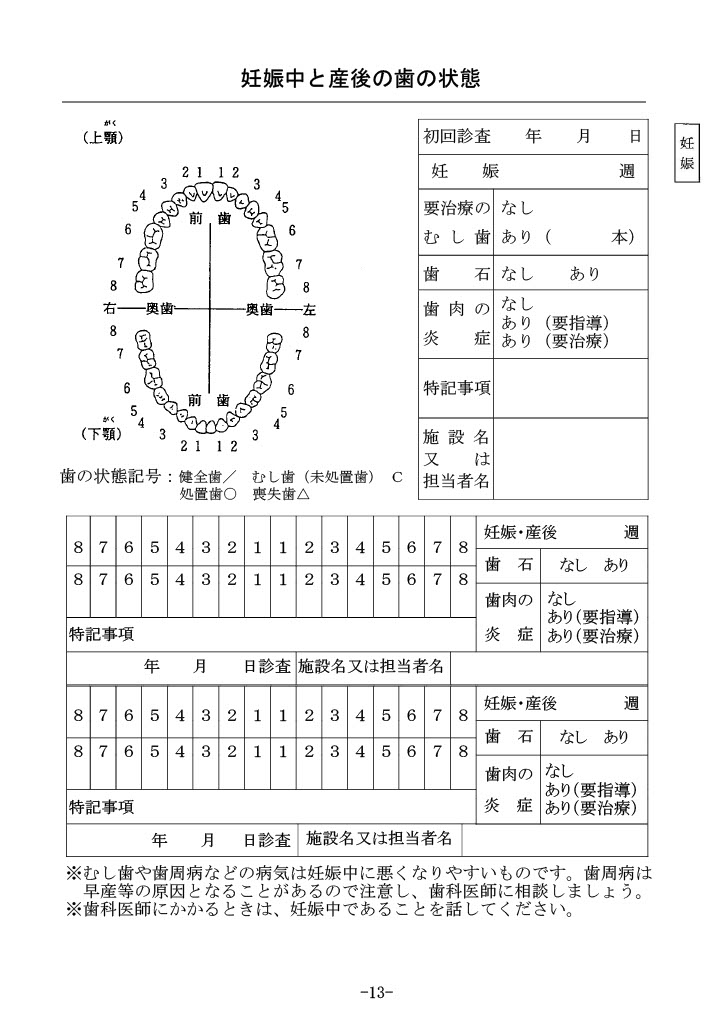 妊娠中と産後の歯の状態
妊娠
がく
(上顎)
2 1 1 2
3 3
4 4
5 5
6 6
7 7
8 8
前 歯
右 奥歯 奥歯 左
8 8
7 7
6 6
前 歯
5 5
4 4
3 3
2 1 1 2
がく
(下顎)
歯の状態記号:健全歯/ むし歯(未処置歯) C
処置歯○ 喪失歯△
初回診査 年 月 日
妊 娠 週
要治療の なし
むし歯 あり( 本)
歯 石 なし あり
歯肉の なし
あり(要指導)
炎 症 あり(要治療)
特記事項
施設名
又 は
担当者名
8 7 6 5 4 3 2 1 1 2 3 4 5 6 7 8
8 7 6 5 4 3 2 1 1 2 3 4 5 6 7 8
妊娠・産後 週
歯 石 なし あり
歯肉の なし
あり(要指導)
炎 症 あり(要治療)
特記事項
年 月 日診査 施設名又は担当者名
8 7 6 5 4 3 2 1 1 2 3 4 5 6 7 8
8 7 6 5 4 3 2 1 1 2 3 4 5 6 7 8
妊娠・産後 週
歯 石 なし あり
歯肉の なし
あり(要指導)
炎 症 あり(要治療)
特記事項
年 月 日診査 施設名又は担当者名
※むし歯や歯周病などの病気は妊娠中に悪くなりやすいものです。歯周病は
早産等の原因となることがあるので注意し、歯科医師に相談しましょう。
※歯科医師にかかるときは、妊娠中であることを話してください。
-13-